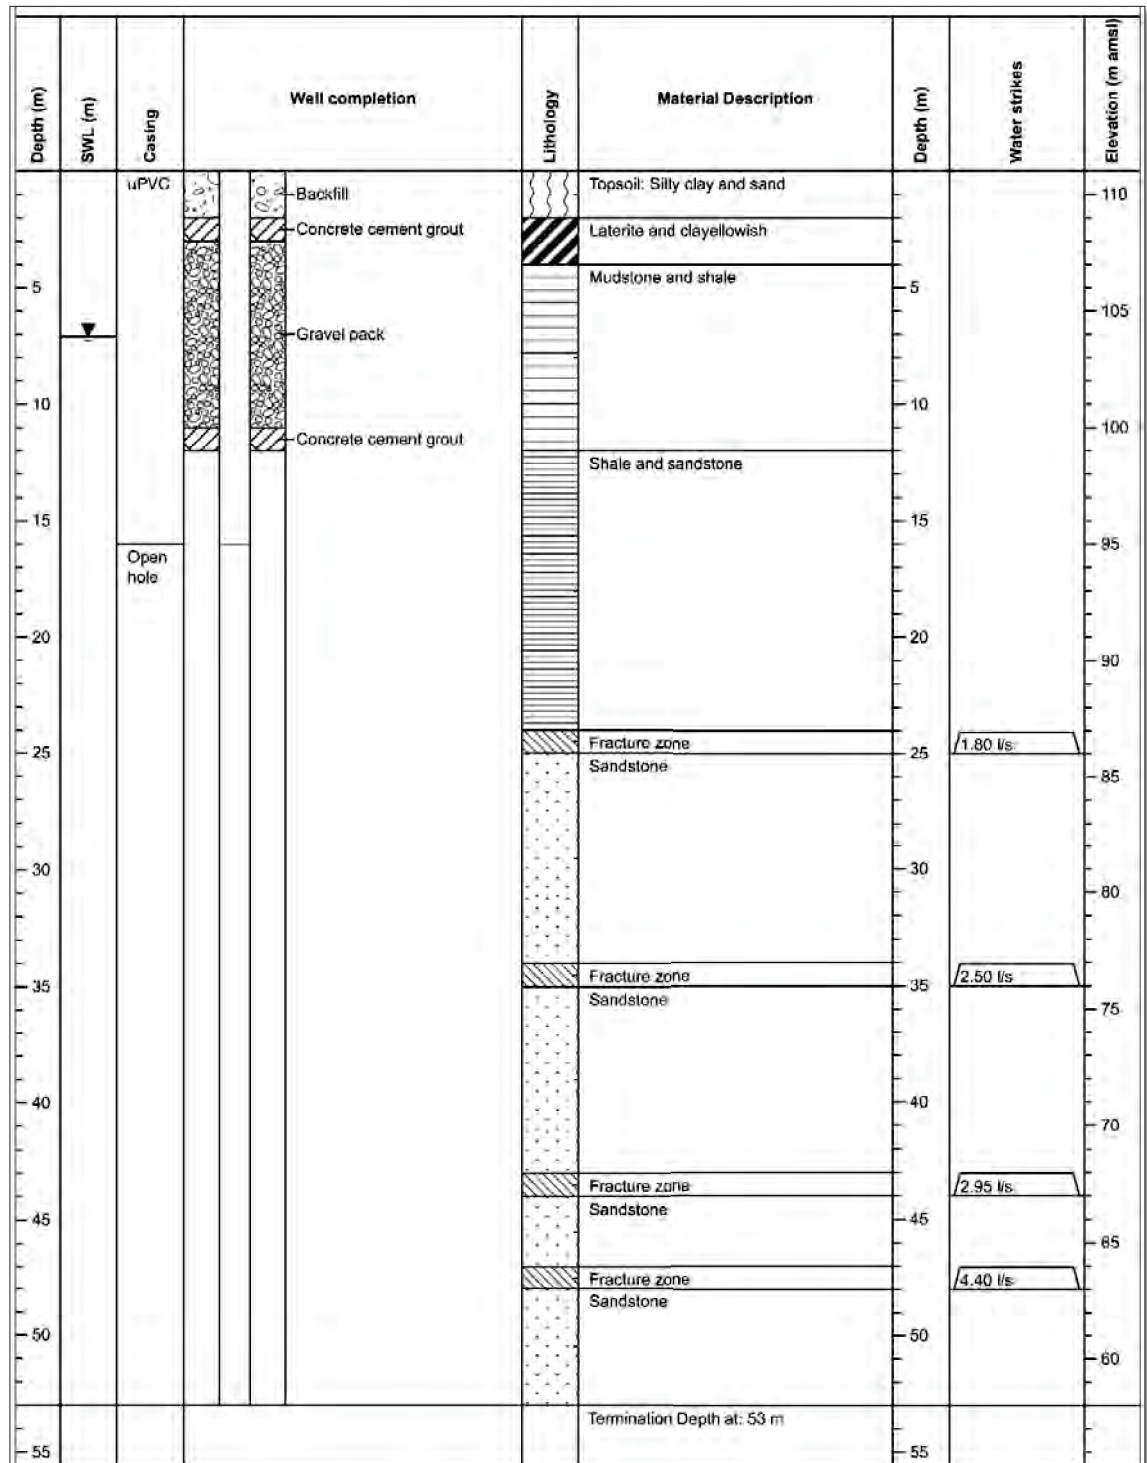 Depth (m)
SWL (m)
Casing
Well completion
Lithology
Material Description
Depth (m)
Water strikes
Elevation (m amsl)
uPVC
Backfill
Topsoil: Silly clay and sand
110
Concrete cement grout
Laterite and clayellowish
Mudstone and shale
5
5
105
Gravel pack
10
10
100
Concrete cement grout
Shale and sandstone
15
15
95
Open
hole
20
20
90
Fracture zone
1.80 l/s
25
Sandstone
25
85
30
30
80
Fracture zone
2.50 l/s
35
Sandstone
35
75
40
40
70
Fracture zone
2.95 l/s
Sandstone
45
45
65
Fracture zone
4.40 l/s
Sandstone
50
50
60
Termination Depth at: 53 m
55
55